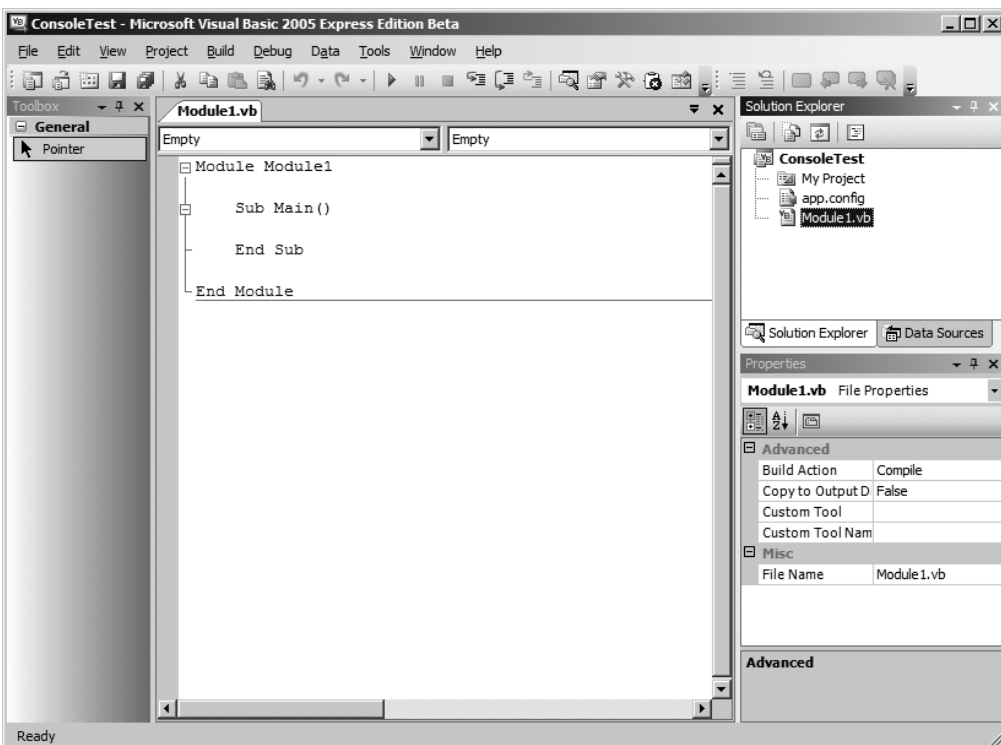 ConsoleTest - Microsoft Visual Basic 2005 Express Edition Beta
File Edit View Project Build Debug Data Tools Window Help
Toolbox
General
Pointer
Module1.vb
Empty Empty
Module Module1
Sub Main()
End Sub
End Module
Solution Explorer
ConsoleTest
My Project
app.config
Module1.vb
Solution Explorer Data Sources
Properties
Module1.vb File Properties
Advanced
Build Action Compile
Copy to Output D False
Custom Tool
Custom Tool Nam
Misc
File Name Module1.vb
Advanced
Ready